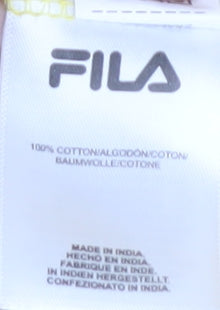 FILA
100% COTTON/ALGODÓN/COTON/
BAUMWOLLE/COTONE
MADE IN INDIA.
HECHO EN INDIA.
FABRIQUE EN INDE.
IN INDIEN HERGESTELLT.
CONFEZIONATO IN INDIA.